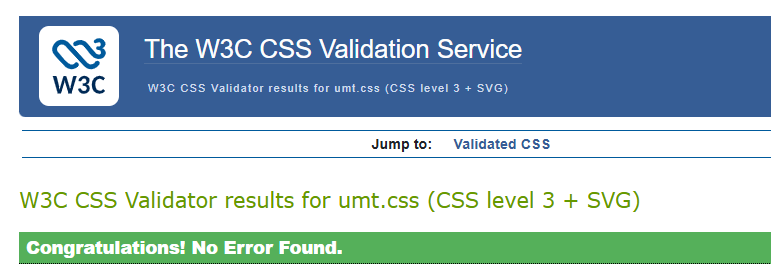 W3C
The W3C CSS Validation Service
W3C CSS Validator results for umt.css (CSS level 3 + SVG)
Jump to: Validated CSS
W3C CSS Validator results for umt.css (CSS level 3 + SVG)
Congratulations! No Error Found.